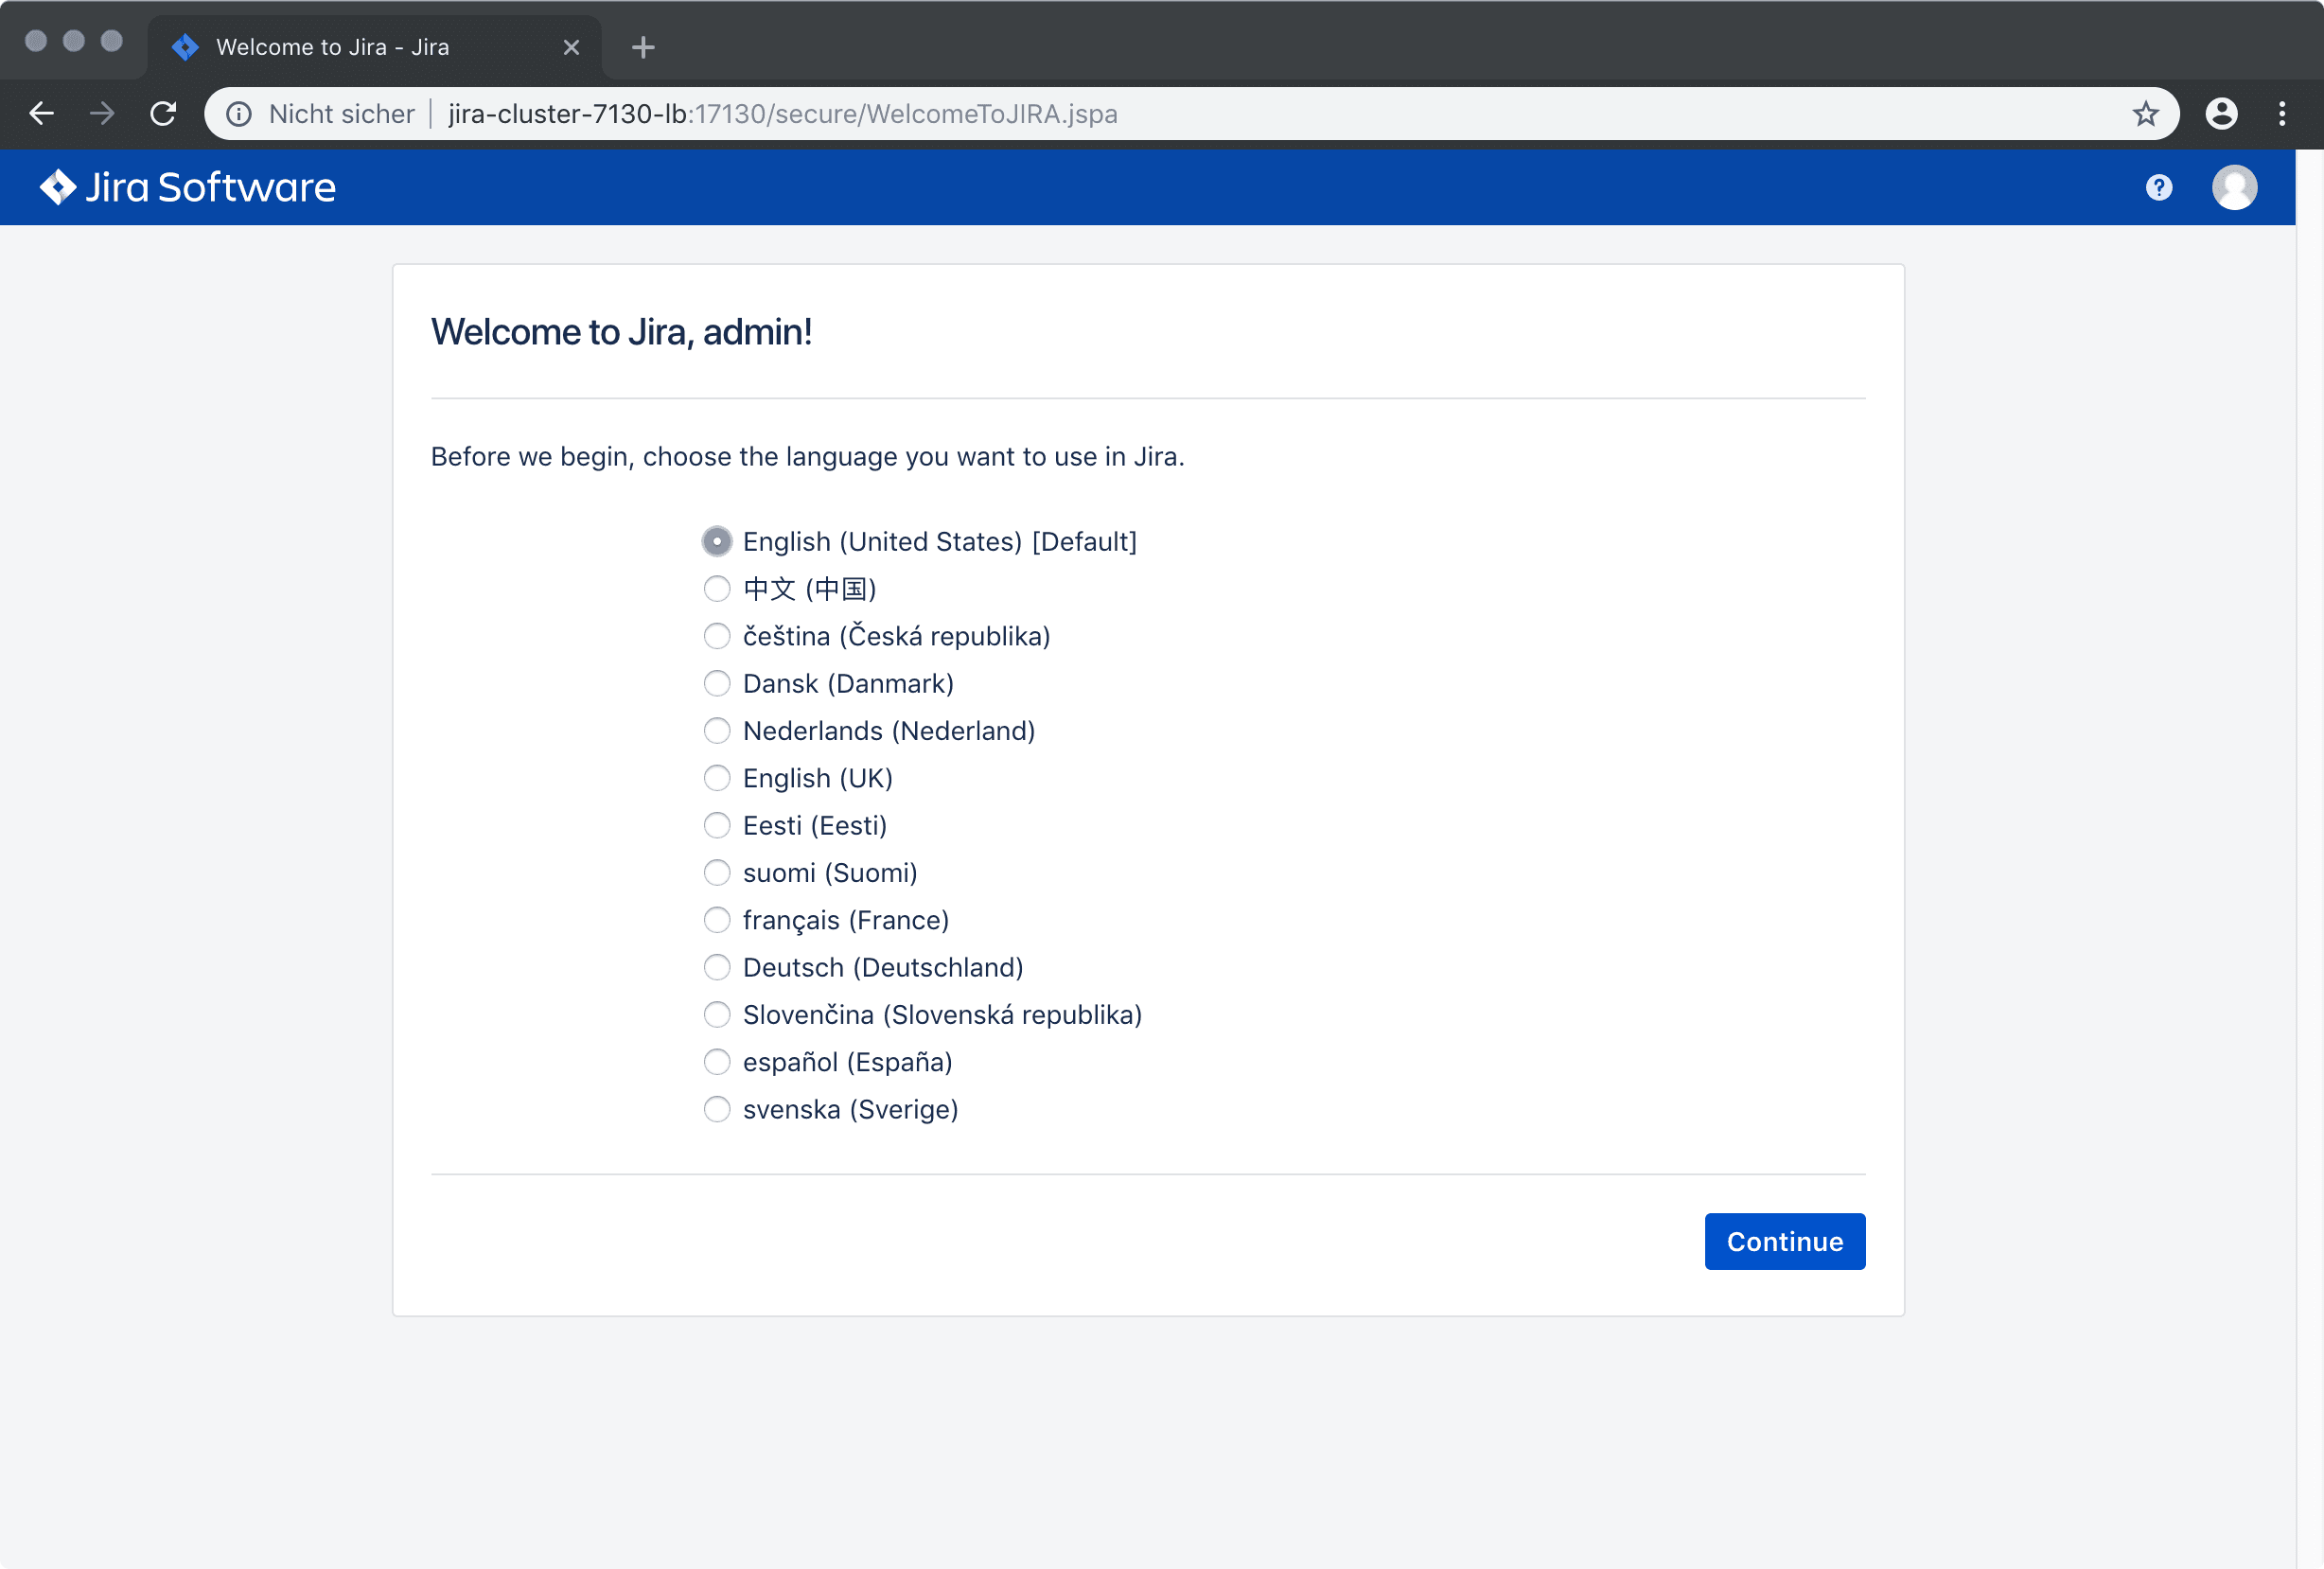 Welcome to Jira - Jira
Nicht sicher jira-cluster-7130-lb:17130/secure/WelcomeToJIRA.jspa
Jira Software
Welcome to Jira, admin!
Before we begin, choose the language you want to use in Jira.
English (United States) [Default]
中文 (中国)
čeština (Česká republika)
Dansk (Danmark)
Nederlands (Nederland)
English (UK)
Eesti (Eesti)
suomi (Suomi)
français (France)
Deutsch (Deutschland)
Slovenčina (Slovenská republika)
español (España)
svenska (Sverige)
Continue